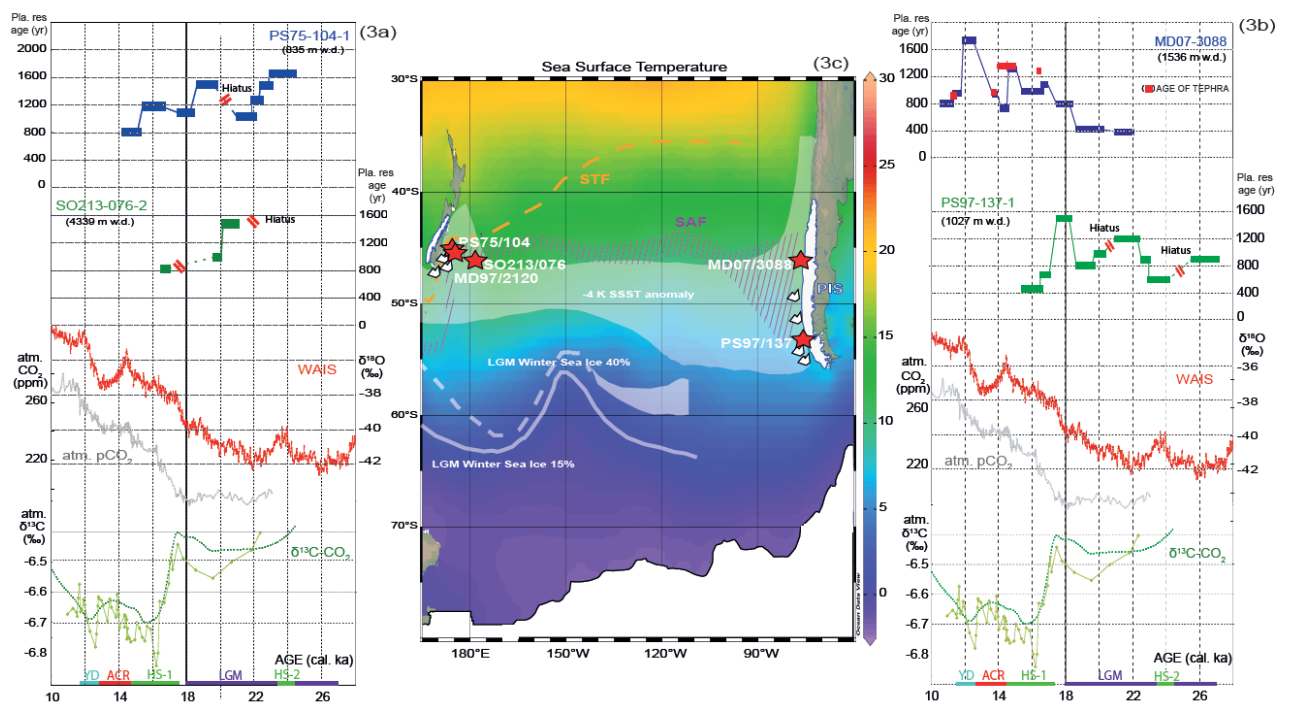 Pla. res
age (yr)
2000
1600
1200
800
400
0
PS75-104-1
(835 m w.d.)
(3a)
Hiatus
SO213-076-2
(4339 m w.d.)
Hiatus
Pla. res
age
(yr)
1600
1200
800
400
0
atm.
CO2
(ppm)
260
220
WAIS
atm. pCO2
δ18O
(‰)
-38
-40
-42
atm.
δ13C
(‰)
-6.5
-6.6
-6.7
-6.8
δ13C-CO2
AGE (cal. ka)
YD ACR HS-1 LGM HS-2
10 12 14 16 18 20 22 24 26
Sea Surface Temperature
(3c)
30°S
40°S
50°S
60°S
70°S
STF
SAF
PS75/104
SO213/076
MD97/2120
MD07/3088
PIS
-4 K SSST anomaly
PS97/137
LGM Winter Sea Ice 40%
LGM Winter Sea Ice 15%
180°E 150°W 120°W 90°W
Ocean Data View
30
25
20
15
10
5
0
Pla. res
age (yr)
1600
1200
800
400
0
(3b)
MD07-3088
(1536 m w.d.)
AGE OF TEPHRA
PS97-137-1
(1027 m w.d.)
Hiatus
Hiatus
Pla. res
age
(yr)
1600
1200
800
400
0
atm.
CO2
(ppm)
260
220
WAIS
atm. pCO2
δ18O
(‰)
-36
-38
-40
-42
atm.
δ13C
(‰)
-6.5
-6.6
-6.7
-6.8
δ13C-CO2
AGE (cal. ka)
YD ACR HS-1 LGM HS-2
10 12 14 16 18 20 22 24 26